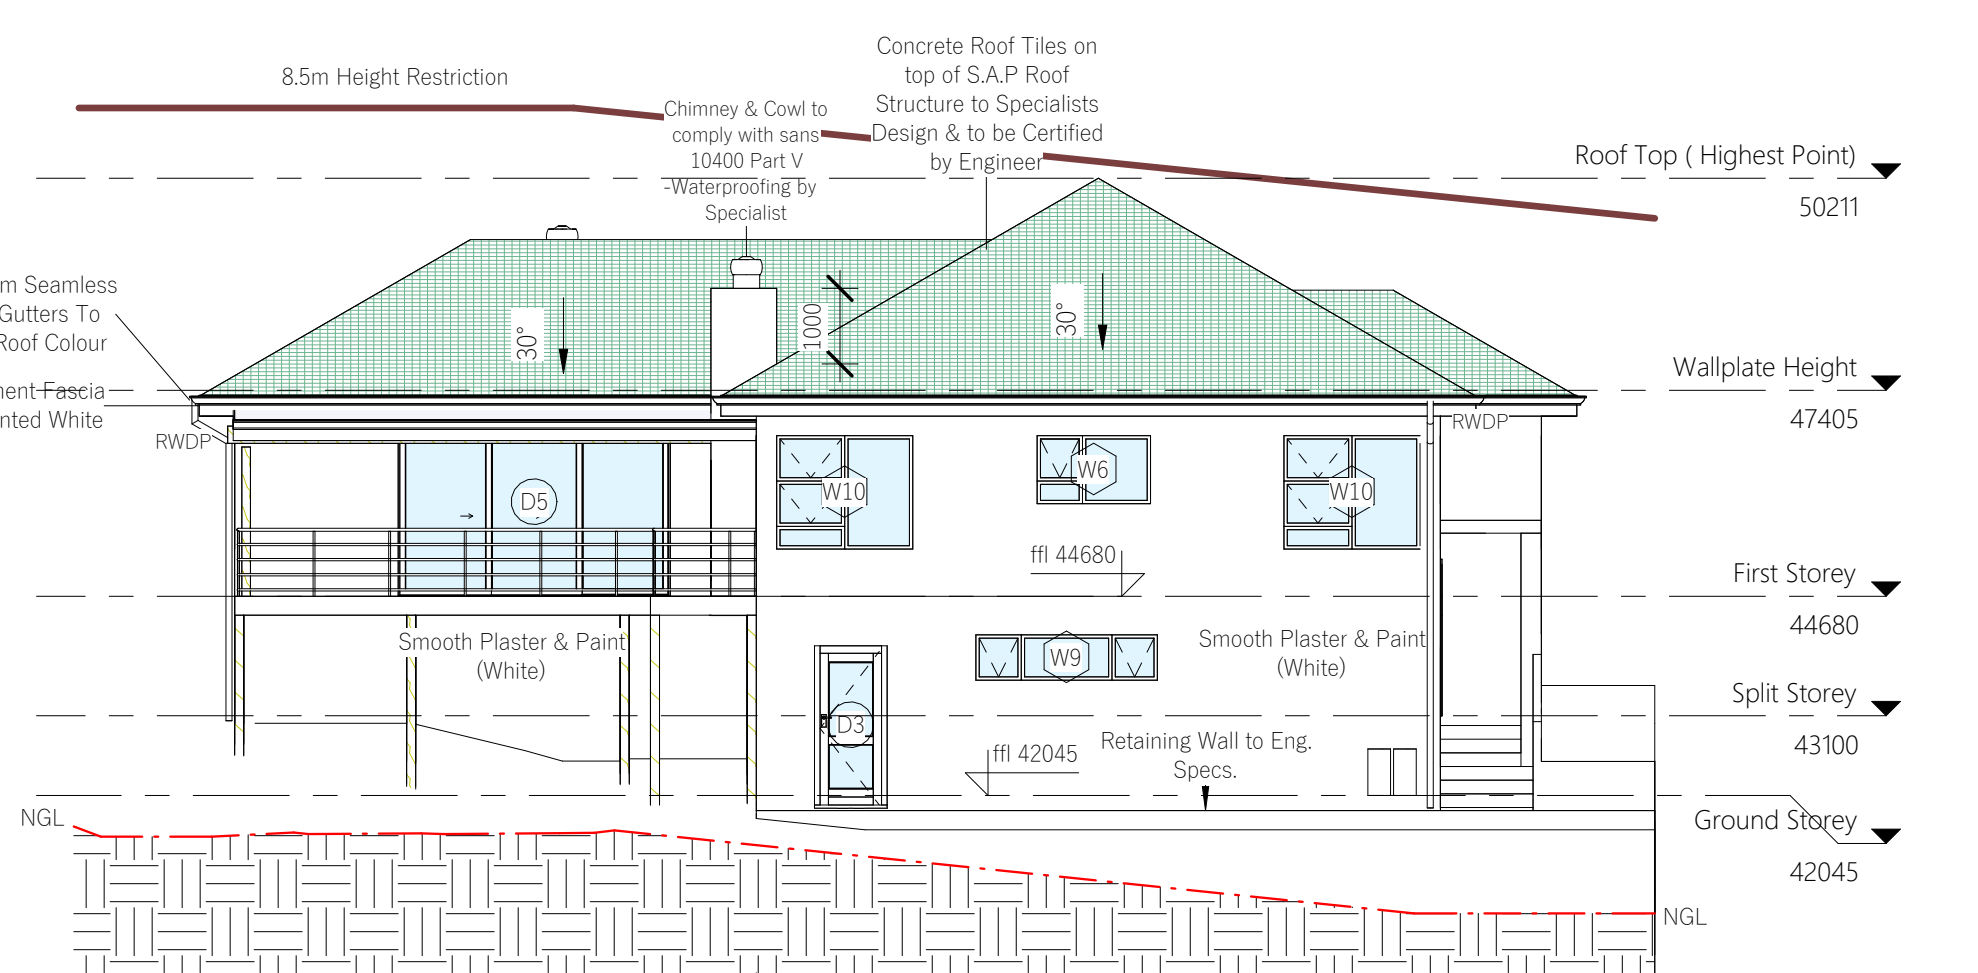 8.5m Height Restriction
Concrete Roof Tiles on
top of S.A.P Roof
Structure to Specialists
Design & to be Certified
by Engineer
Chimney & Cowl to
comply with sans
10400 Part V
-Waterproofing by
Specialist
Roof Top ( Highest Point)
50211
m Seamless
Gutters To
Roof Colour
30°
1000
30°
Wallplate Height
47405
ment Fascia
nted White
RWDP
RWDP
D5
W10
W6
W10
ffl 44680
First Storey
44680
Smooth Plaster & Paint
(White)
W9
Smooth Plaster & Paint
(White)
Split Storey
43100
D3
ffl 42045
Retaining Wall to Eng.
Specs.
NGL
Ground Storey
42045
NGL